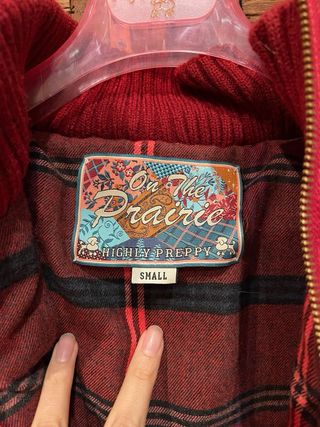 On The
Prairie
HIGHLY PREPPY
SMALL